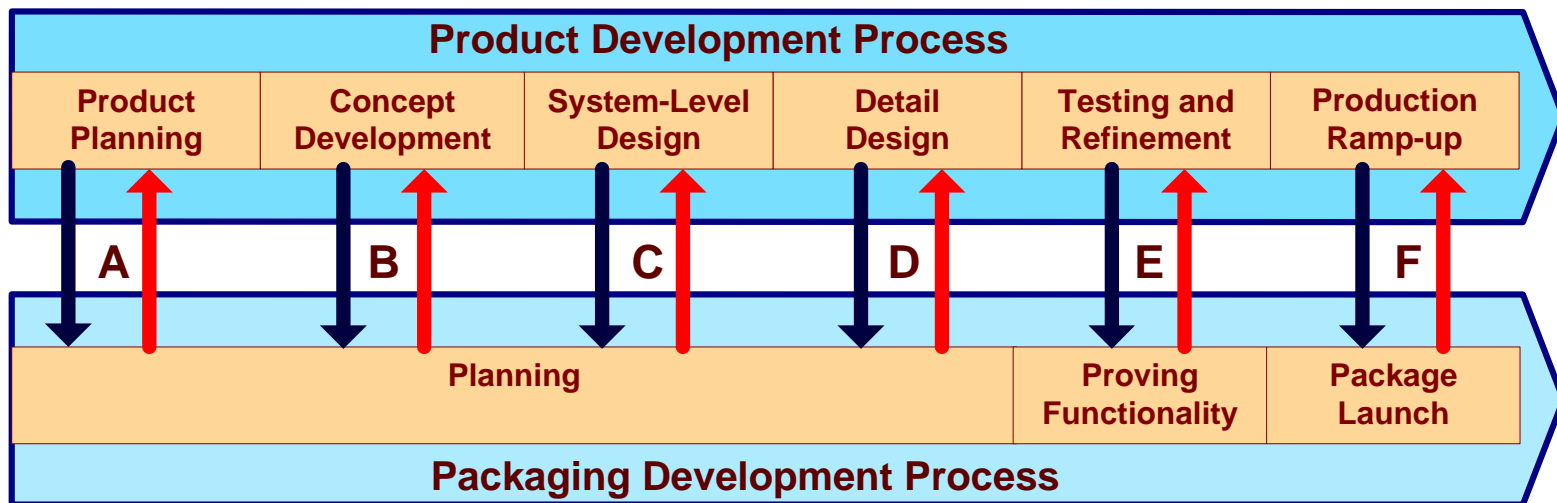 Product Development Process
Product
Planning
Concept
Development
System-Level
Design
Detail
Design
Testing and
Refinement
Production
Ramp-up
A
B
C
D
E
F
Planning
Proving
Functionality
Package
Launch
Packaging Development Process